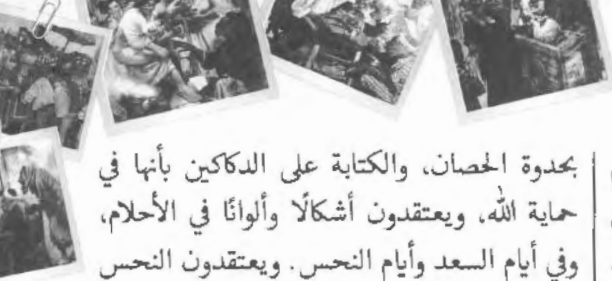 بحدوة الحصان، والكتابة على الدكاكين بأنها في
حماية الله، ويعتقدون أشكالًا وألوانًا في الأحلام،
وفي أيام السعد وأيام النحس. ويعتقدون النحس